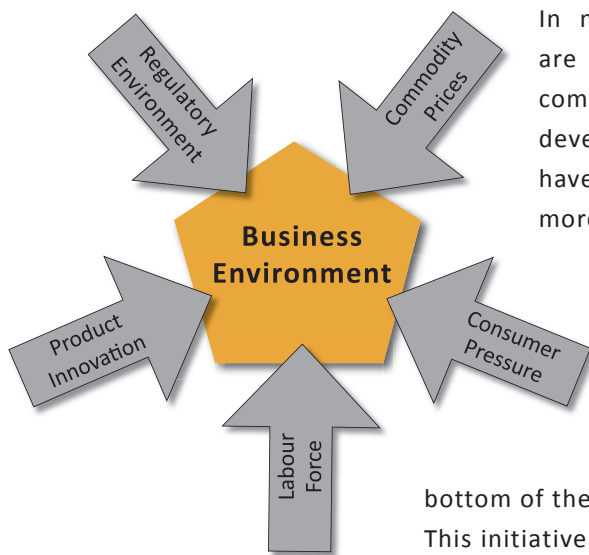 Regulatory
Environment
Commodity
Prices
Business
Environment
Product
Innovation
Labour
Force
Consumer
Pressure
In
are
com
deve
have
more
bottom of the
This initiative